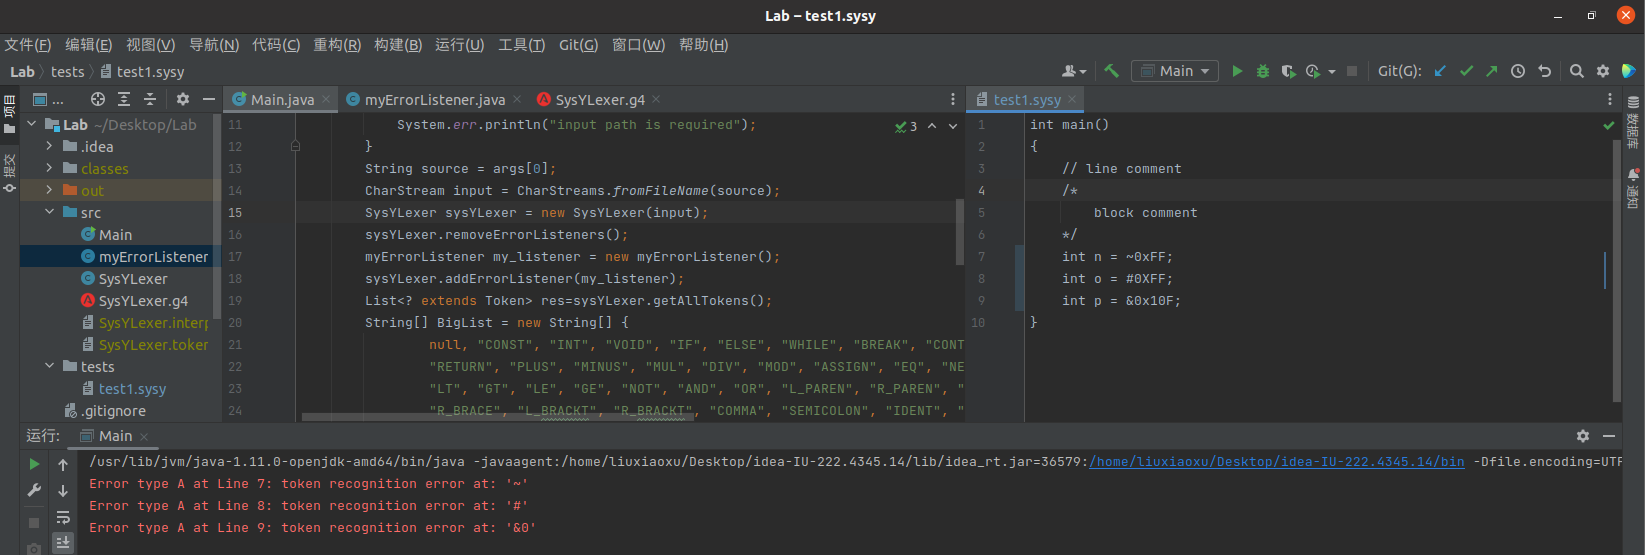 Lab – test1.sysy
文件(F) 编辑(E) 视图(V) 导航(N) 代码(C) 重构(R) 构建(B) 运行(U) 工具(T) Git(G) 窗口(W) 帮助(H)
Lab tests test1.sysy Main Git(G):
项目
提交
... Main.java myErrorListener.java SysYLexer.g4 test1.sysy
Lab ~/Desktop/Lab
.idea
classes
out
src
Main
myErrorListener
SysYLexer
SysYLexer.g4
SysYLexer.interp
SysYLexer.token
tests
test1.sysy
.gitignore
3
11 System.err.println("input path is required");
12 }
13 String source = args[0];
14 CharStream input = CharStreams.fromFileName(source);
15 SysYLexer sysYLexer = new SysYLexer(input);
16 sysYLexer.removeErrorListeners();
17 myErrorListener my_listener = new myErrorListener();
18 sysYLexer.addErrorListener(my_listener);
19 List<? extends Token> res=sysYLexer.getAllTokens();
20 String[] BigList = new String[] {
21 null, "CONST", "INT", "VOID", "IF", "ELSE", "WHILE", "BREAK", "CONT
22 "RETURN", "PLUS", "MINUS", "MUL", "DIV", "MOD", "ASSIGN", "EQ", "NE
23 "LT", "GT", "LE", "GE", "NOT", "AND", "OR", "L_PAREN", "R_PAREN", "
24 "R_BRACE", "L_BRACKT", "R_BRACKT", "COMMA", "SEMICOLON", "IDENT", "
1 int main()
2 {
3 // line comment
4 /*
5 block comment
6 */
7 int n = ~0xFF;
8 int o = #0XFF;
9 int p = &0x10F;
10 }
数据库
通知
运行: Main
/usr/lib/jvm/java-1.11.0-openjdk-amd64/bin/java -javaagent:/home/liuxiaoxu/Desktop/idea-IU-222.4345.14/lib/idea_rt.jar=36579:/home/liuxiaoxu/Desktop/idea-IU-222.4345.14/bin -Dfile.encoding=UTF
Error type A at Line 7: token recognition error at: '~'
Error type A at Line 8: token recognition error at: '#'
Error type A at Line 9: token recognition error at: '&0'